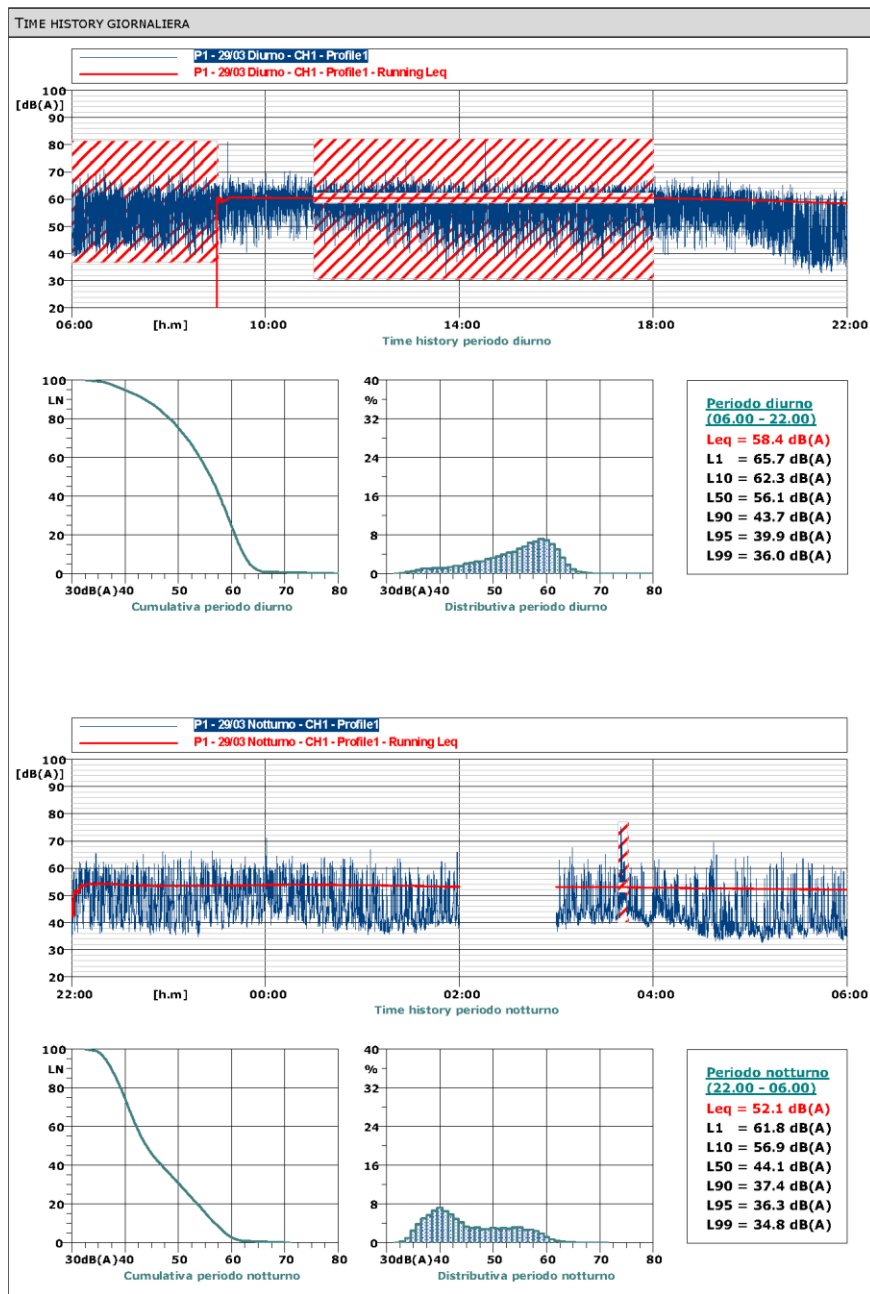 TIME HISTORY GIORNALIERA
P1 - 29/03 Diurno - CH1 - Profile1
P1 - 29/03 Diurno - CH1 - Profile1 - Running Leq
100
[dB(A)]
90
80
70
60
50
40
30
20
06:00 [h.m] 10:00 14:00 18:00 22:00
Time history periodo diurno
100
LN
80
60
40
20
0
30dB(A)40 50 60 70 80
Cumulativa periodo diurno
40
%
32
24
16
8
0
30dB(A)40 50 60 70 80
Distributiva periodo diurno
Periodo diurno
(06.00 - 22.00)
Leq = 58.4 dB(A)
L1 = 65.7 dB(A)
L10 = 62.3 dB(A)
L50 = 56.1 dB(A)
L90 = 43.7 dB(A)
L95 = 39.9 dB(A)
L99 = 36.0 dB(A)
P1 - 29/03 Notturno - CH1 - Profile1
P1 - 29/03 Notturno - CH1 - Profile1 - Running Leq
100
[dB(A)]
90
80
70
60
50
40
30
20
22:00 [h.m] 00:00 02:00 04:00 06:00
Time history periodo notturno
100
LN
80
60
40
20
0
30dB(A)40 50 60 70 80
Cumulativa periodo notturno
40
%
32
24
16
8
0
30dB(A)40 50 60 70 80
Distributiva periodo notturno
Periodo notturno
(22.00 - 06.00)
Leq = 52.1 dB(A)
L1 = 61.8 dB(A)
L10 = 56.9 dB(A)
L50 = 44.1 dB(A)
L90 = 37.4 dB(A)
L95 = 36.3 dB(A)
L99 = 34.8 dB(A)